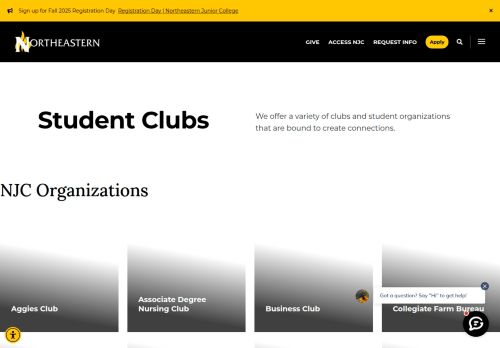 Sign up for Fall 2025 Registration Day Registration Day | Northeastern Junior College
NORTHEASTERN
GIVE ACCESS NJC REQUEST INFO Apply
Student Clubs
We offer a variety of clubs and student organizations
that are bound to create connections.
NJC Organizations
Aggies Club
Associate Degree
Nursing Club
Business Club
Collegiate Farm Bureau
Got a question? Say "Hi" to get help!